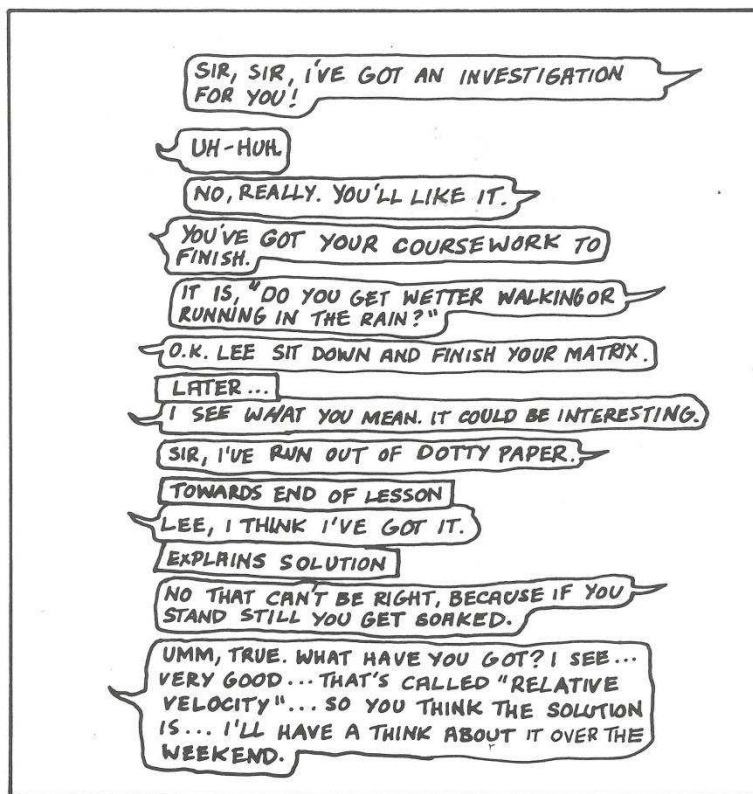 SIR, SIR, I'VE GOT AN INVESTIGATION
FOR YOU!
UH-HUH.
NO, REALLY. YOU'LL LIKE IT.
YOU'VE GOT YOUR COURSEWORK TO
FINISH.
IT IS, "DO YOU GET WETTER WALKING OR
RUNNING IN THE RAIN?"
O.K. LEE SIT DOWN AND FINISH YOUR MATRIX.
LATER...
I SEE WHAT YOU MEAN. IT COULD BE INTERESTING.
SIR, I'VE RUN OUT OF DOTTY PAPER.
TOWARDS END OF LESSON
LEE, I THINK I'VE GOT IT.
EXPLAINS SOLUTION
NO THAT CAN'T BE RIGHT, BECAUSE IF YOU
STAND STILL YOU GET SOAKED.
UMM, TRUE. WHAT HAVE YOU GOT? I SEE...
VERY GOOD... THAT'S CALLED "RELATIVE
VELOCITY"... SO YOU THINK THE SOLUTION
IS... I'LL HAVE A THINK ABOUT IT OVER THE
WEEKEND.